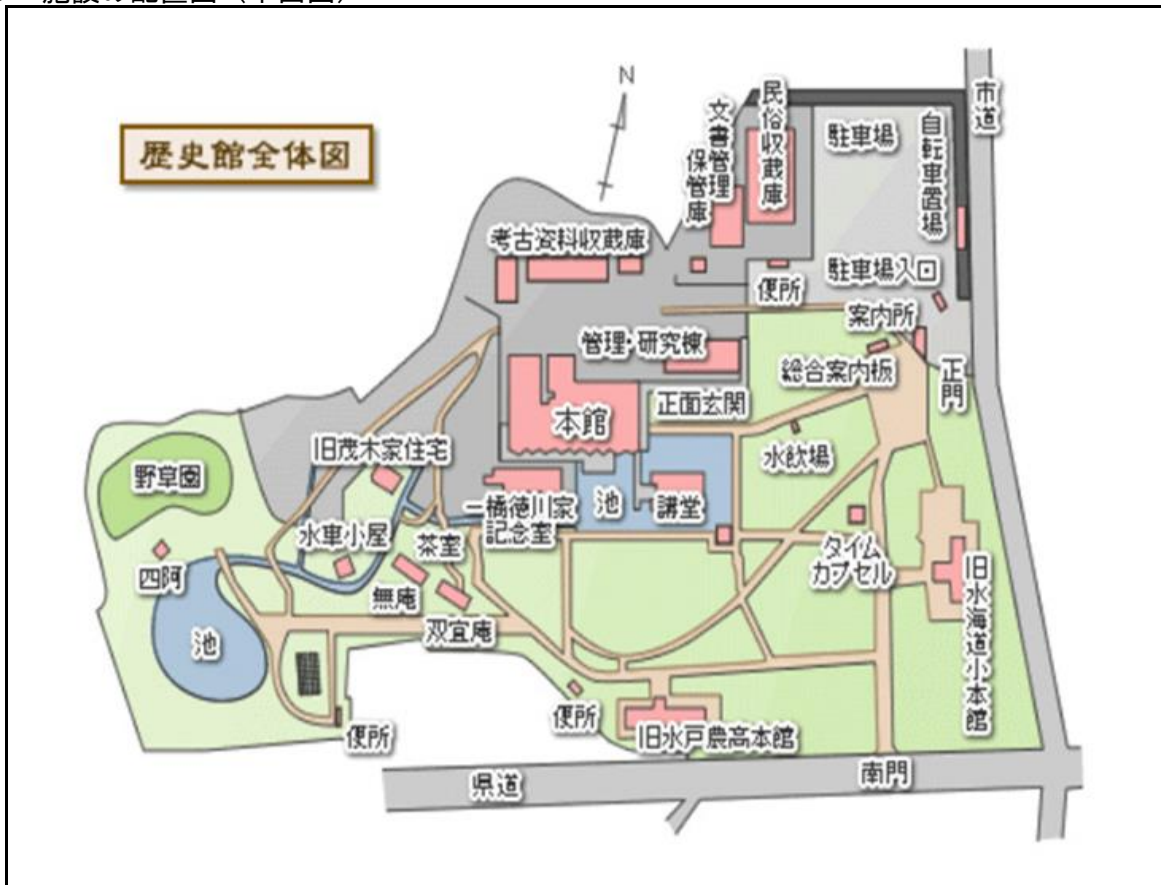 施設の配置図（平面図）
歴史館全体図
N
市道
民俗収蔵庫
文書管理
保管庫
駐車場
自転車置場
考古資料収蔵庫
駐車場入口
便所
案内所
管理・研究棟
総合案内板
正門
正面玄関
本館
水飲場
旧茂木家住宅
野草園
一橋徳川家
記念室
池
講堂
水車小屋
茶室
タイム
カプセル
旧水海道小本館
四阿
無庵
双宜庵
池
便所
便所
旧水戸農高本館
南門
県道